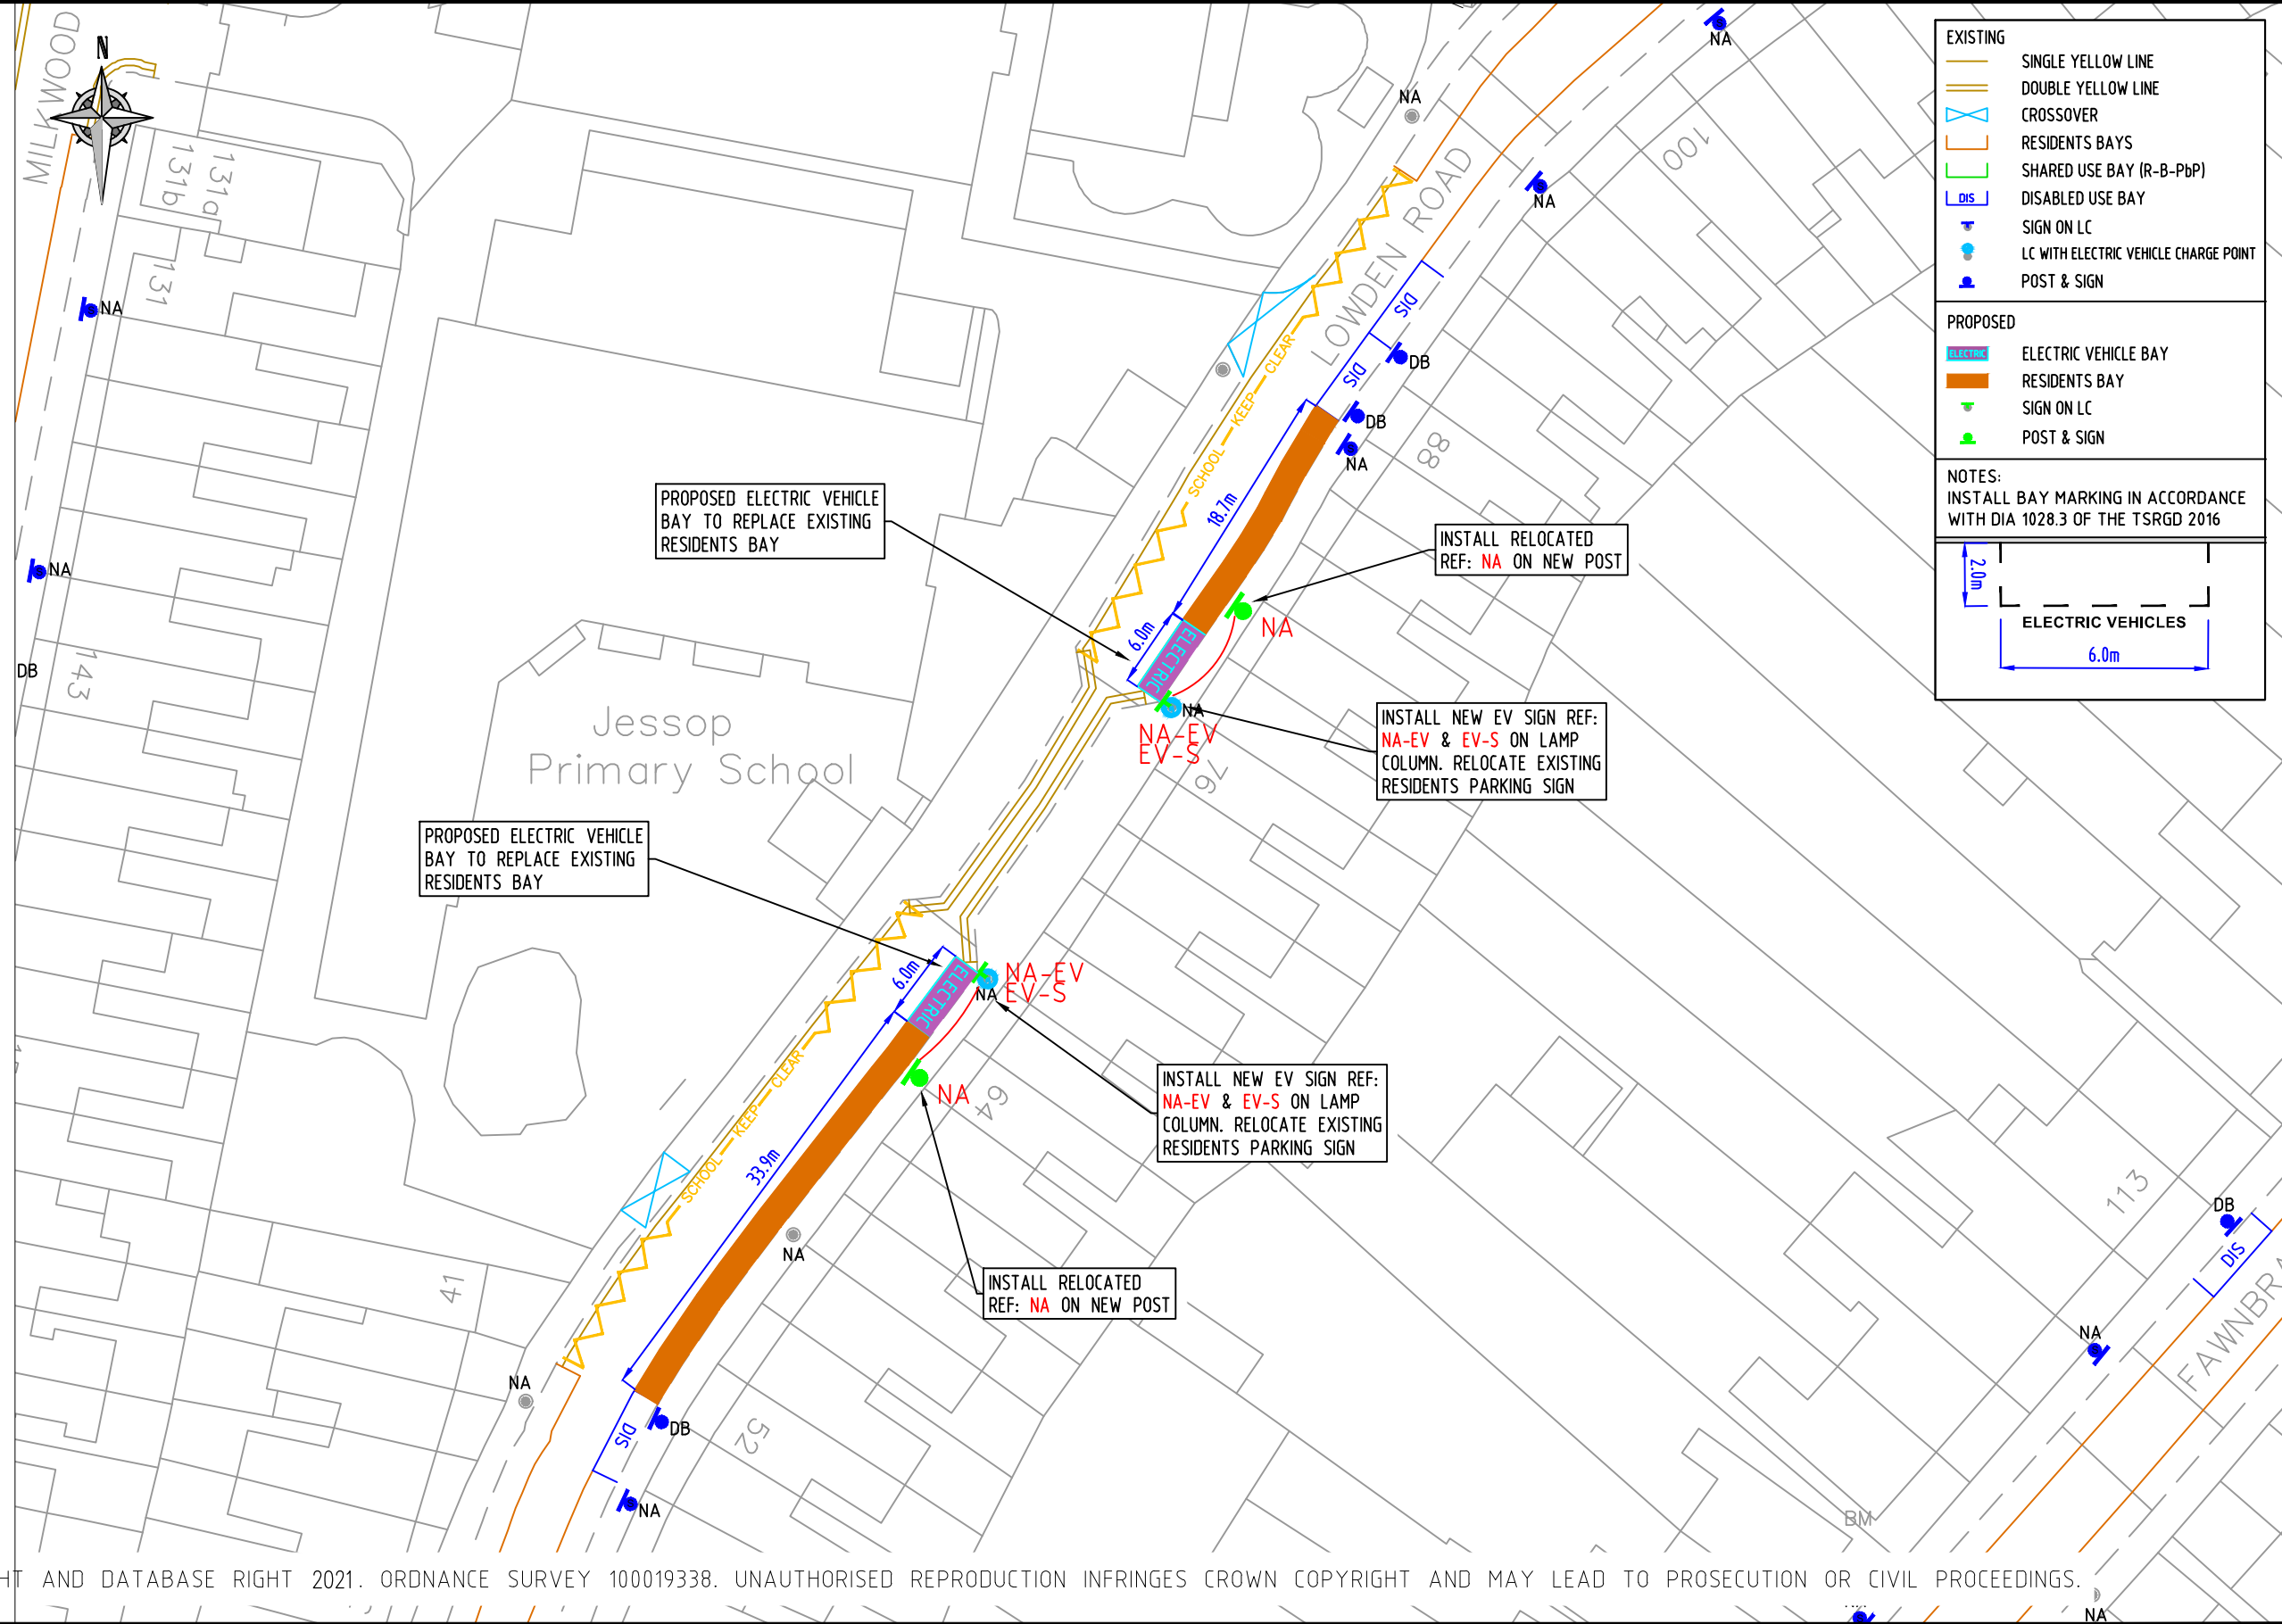 MILKWOOD
N
131b
131a
131
NA
NA
DB
143
Jessop
Primary School
PROPOSED ELECTRIC VEHICLE
BAY TO REPLACE EXISTING
RESIDENTS BAY
PROPOSED ELECTRIC VEHICLE
BAY TO REPLACE EXISTING
RESIDENTS BAY
NA
LOWDEN ROAD
SCHOOL KEEP CLEAR
NA
NA
100
DIS
DIS
DB
DB
NA
88
18.7m
6.0m
ELECTRIC
INSTALL RELOCATED
REF: NA ON NEW POST
NA
NA
NA-EV
EV-S
INSTALL NEW EV SIGN REF:
NA-EV & EV-S ON LAMP
COLUMN. RELOCATE EXISTING
RESIDENTS PARKING SIGN
76
6.0m
ELECTRIC
NA-EV
EV-S
NA
NA
64
33.9m
SCHOOL KEEP CLEAR
INSTALL NEW EV SIGN REF:
NA-EV & EV-S ON LAMP
COLUMN. RELOCATE EXISTING
RESIDENTS PARKING SIGN
INSTALL RELOCATED
REF: NA ON NEW POST
NA
41
NA
DIS
DB
NA
52
113
DB
DIS
NA
FAWNBRA
BM
NA
EXISTING
SINGLE YELLOW LINE
DOUBLE YELLOW LINE
CROSSOVER
RESIDENTS BAYS
SHARED USE BAY (R-B-PbP)
DIS DISABLED USE BAY
SIGN ON LC
LC WITH ELECTRIC VEHICLE CHARGE POINT
POST & SIGN
PROPOSED
ELECTRIC ELECTRIC VEHICLE BAY
RESIDENTS BAY
SIGN ON LC
POST & SIGN
NOTES:
INSTALL BAY MARKING IN ACCORDANCE
WITH DIA 1028.3 OF THE TSRGD 2016
2.0m
ELECTRIC VEHICLES
6.0m
AND DATABASE RIGHT 2021. ORDNANCE SURVEY 100019338. UNAUTHORISED REPRODUCTION INFRINGES CROWN COPYRIGHT AND MAY LEAD TO PROSECUTION OR CIVIL PROCEEDINGS.